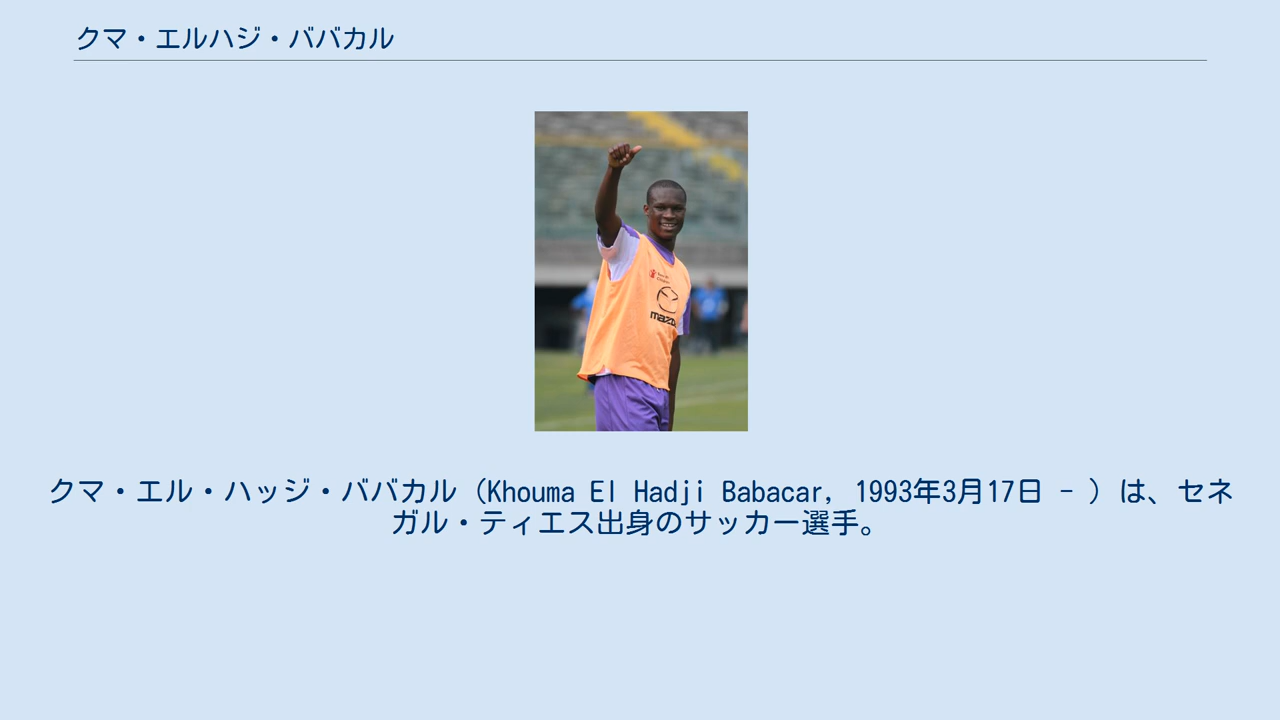 クマ・エルハジ・ババカル
mazda
クマ・エル・ハッジ・ババカル（Khouma El Hadji Babacar, 1993年3月17日 - ）は、セネ
ガル・ティエス出身のサッカー選手。